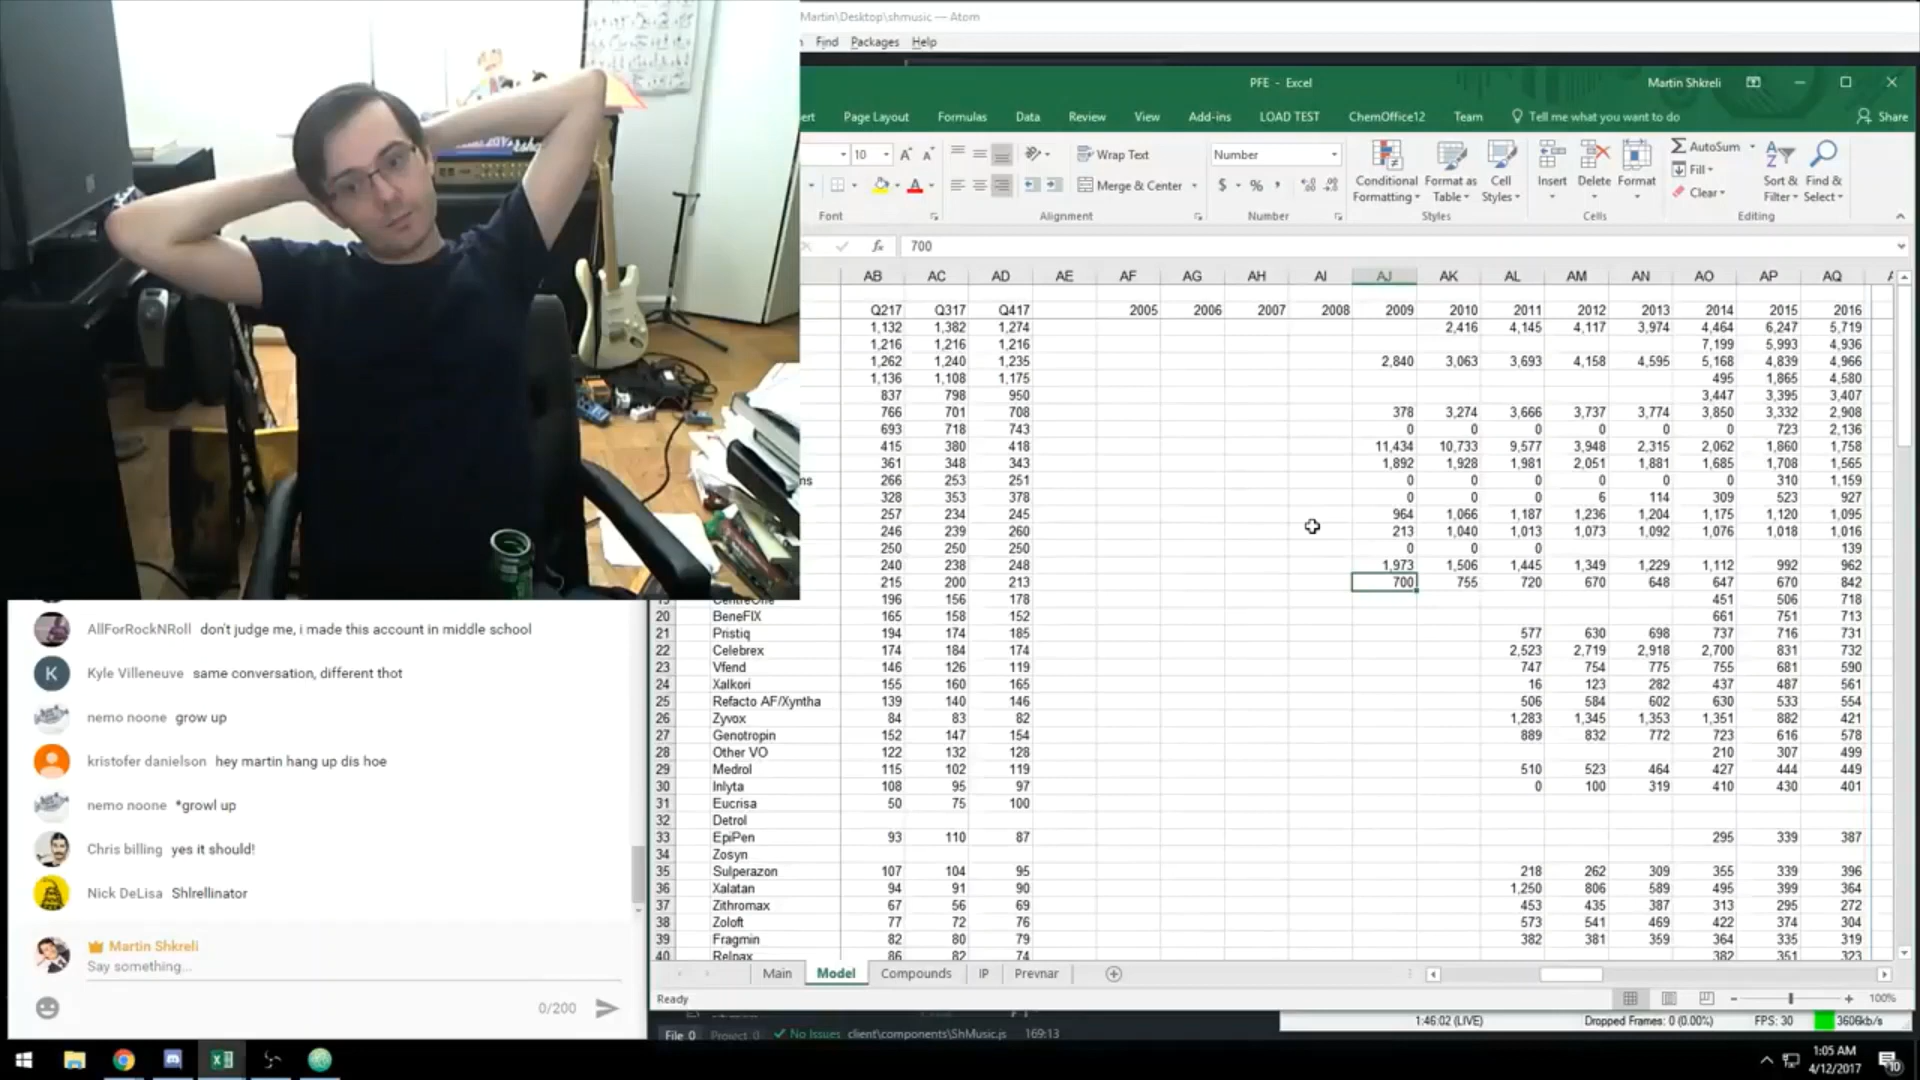 Martin\Desktop\shmusic — Atom
Find Packages Help
PFE - Excel
Martin Shkreli
Page Layout Formulas Data Review View Add-ins LOAD TEST ChemOffice12 Team Tell me what you want to do Share
10 Wrap Text Number AutoSum
Merge & Center $ % , Conditional Formatting Format as Table Cell Styles Insert Delete Format Fill Clear Sort & Filter Find & Select
Font Alignment Number Styles Cells Editing
fx 700
AB AC AD AE AF AG AH AI AJ AK AL AM AN AO AP AQ
Q217 Q317 Q417 2005 2006 2007 2008 2009 2010 2011 2012 2013 2014 2015 2016
1,132 1,382 1,274 2,416 4,145 4,117 3,974 4,464 6,247 5,719
1,216 1,216 1,216 7,199 5,993 4,936
1,262 1,240 1,235 2,840 3,063 3,693 4,158 4,595 5,168 4,839 4,966
1,136 1,108 1,175 495 1,865 4,580
837 798 950 3,447 3,395 3,407
766 701 708 378 3,274 3,666 3,737 3,774 3,850 3,332 2,908
693 718 743 0 0 0 0 0 0 723 2,136
415 380 418 11,434 10,733 9,577 3,948 2,315 2,062 1,860 1,758
361 348 343 1,892 1,928 1,981 2,051 1,881 1,685 1,708 1,565
ms 266 253 251 0 0 0 0 0 0 310 1,159
328 353 378 0 0 0 6 114 309 523 927
257 234 245 964 1,066 1,187 1,236 1,204 1,175 1,120 1,095
246 239 260 213 1,040 1,013 1,073 1,092 1,076 1,018 1,016
250 250 250 0 0 0 139
240 238 248 1,973 1,506 1,445 1,349 1,229 1,112 992 962
215 200 213 700 755 720 670 648 647 670 842
196 156 178 451 506 718
20 BeneFIX 165 158 152 661 751 713
21 Pristiq 194 174 185 577 630 698 737 716 731
22 Celebrex 174 184 174 2,523 2,719 2,918 2,700 831 732
23 Vfend 146 126 119 747 754 775 755 681 590
24 Xalkori 155 160 165 16 123 282 437 487 561
25 Refacto AF/Xyntha 139 140 146 506 584 602 630 533 554
26 Zyvox 84 83 82 1,283 1,345 1,353 1,351 882 421
27 Genotropin 152 147 154 889 832 772 723 616 578
28 Other VO 122 132 128 210 307 499
29 Medrol 115 102 119 510 523 464 427 444 449
30 Inlyta 108 95 97 0 100 319 410 430 401
31 Eucrisa 50 75 100
32 Detrol
33 EpiPen 93 110 87 295 339 387
34 Zosyn
35 Sulperazon 107 104 95 218 262 309 355 339 396
36 Xalatan 94 91 90 1,250 806 589 495 399 364
37 Zithromax 67 56 69 453 435 387 313 295 272
38 Zoloft 77 72 76 573 541 469 422 374 304
39 Fragmin 82 80 79 382 381 359 364 335 319
40 Relpax 86 82 74 382 351 323
Main Model Compounds IP Prevnar
Ready 100%
AllForRockNRoll don't judge me, i made this account in middle school
K Kyle Villeneuve same conversation, different thot
nemo noone grow up
kristofer danielson hey martin hang up dis hoe
nemo noone *growl up
Chris billing yes it should!
Nick DeLisa Shlrellinator
Martin Shkreli
Say something...
0/200
File 0 Project 0 No Issues client\components\ShMusic.js 169:13
1:46:02 (LIVE) Dropped Frames: 0 (0.00%) FPS: 30 3606kb/s
1:05 AM
4/12/2017
10